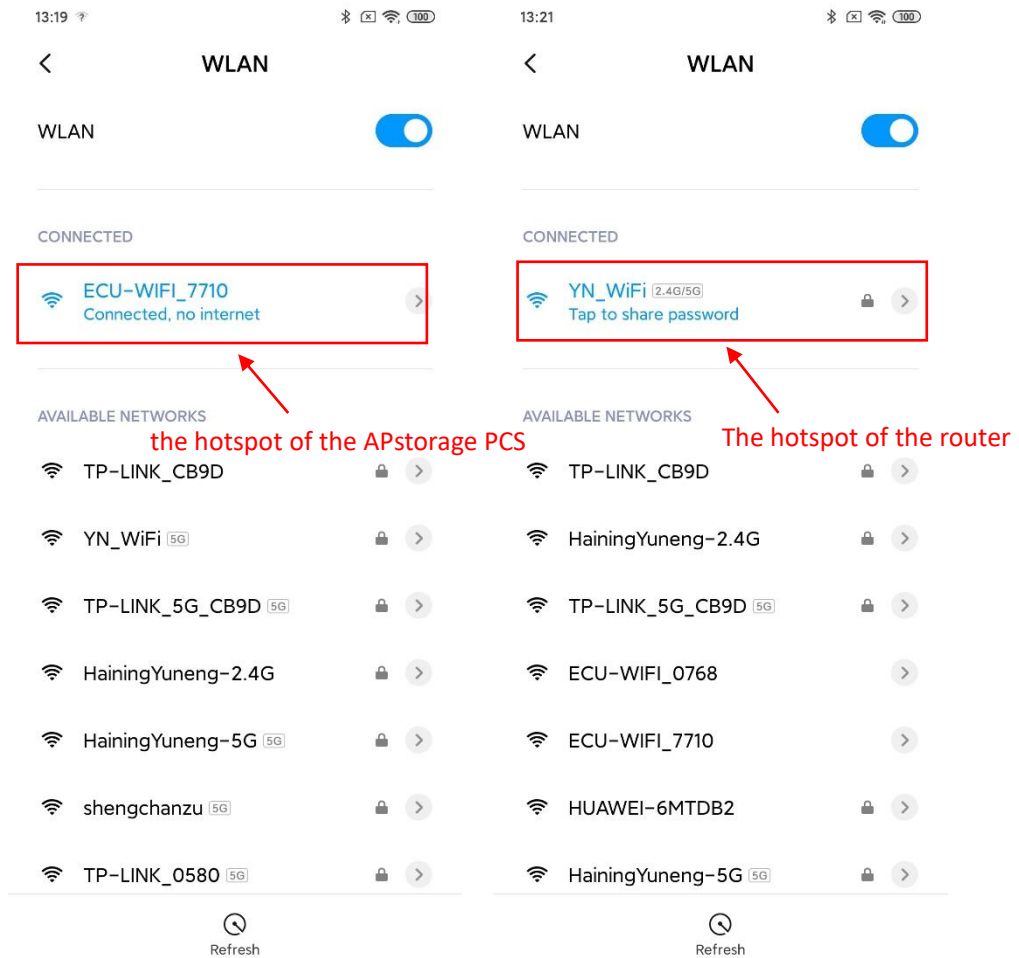 13:19 ? 100
WLAN
WLAN
CONNECTED
ECU-WIFI_7710
Connected, no internet
AVAILABLE NETWORKS
the hotspot of the APstorage PCS
TP-LINK_CB9D
YN_WiFi 5G
TP-LINK_5G_CB9D 5G
HainingYuneng-2.4G
HainingYuneng-5G 5G
shengchanzu 5G
TP-LINK_0580 5G
Refresh
13:21 100
WLAN
WLAN
CONNECTED
YN_WiFi 2.4G/5G
Tap to share password
AVAILABLE NETWORKS
The hotspot of the router
TP-LINK_CB9D
HainingYuneng-2.4G
TP-LINK_5G_CB9D 5G
ECU-WIFI_0768
ECU-WIFI_7710
HUAWEI-6MTDB2
HainingYuneng-5G 5G
Refresh